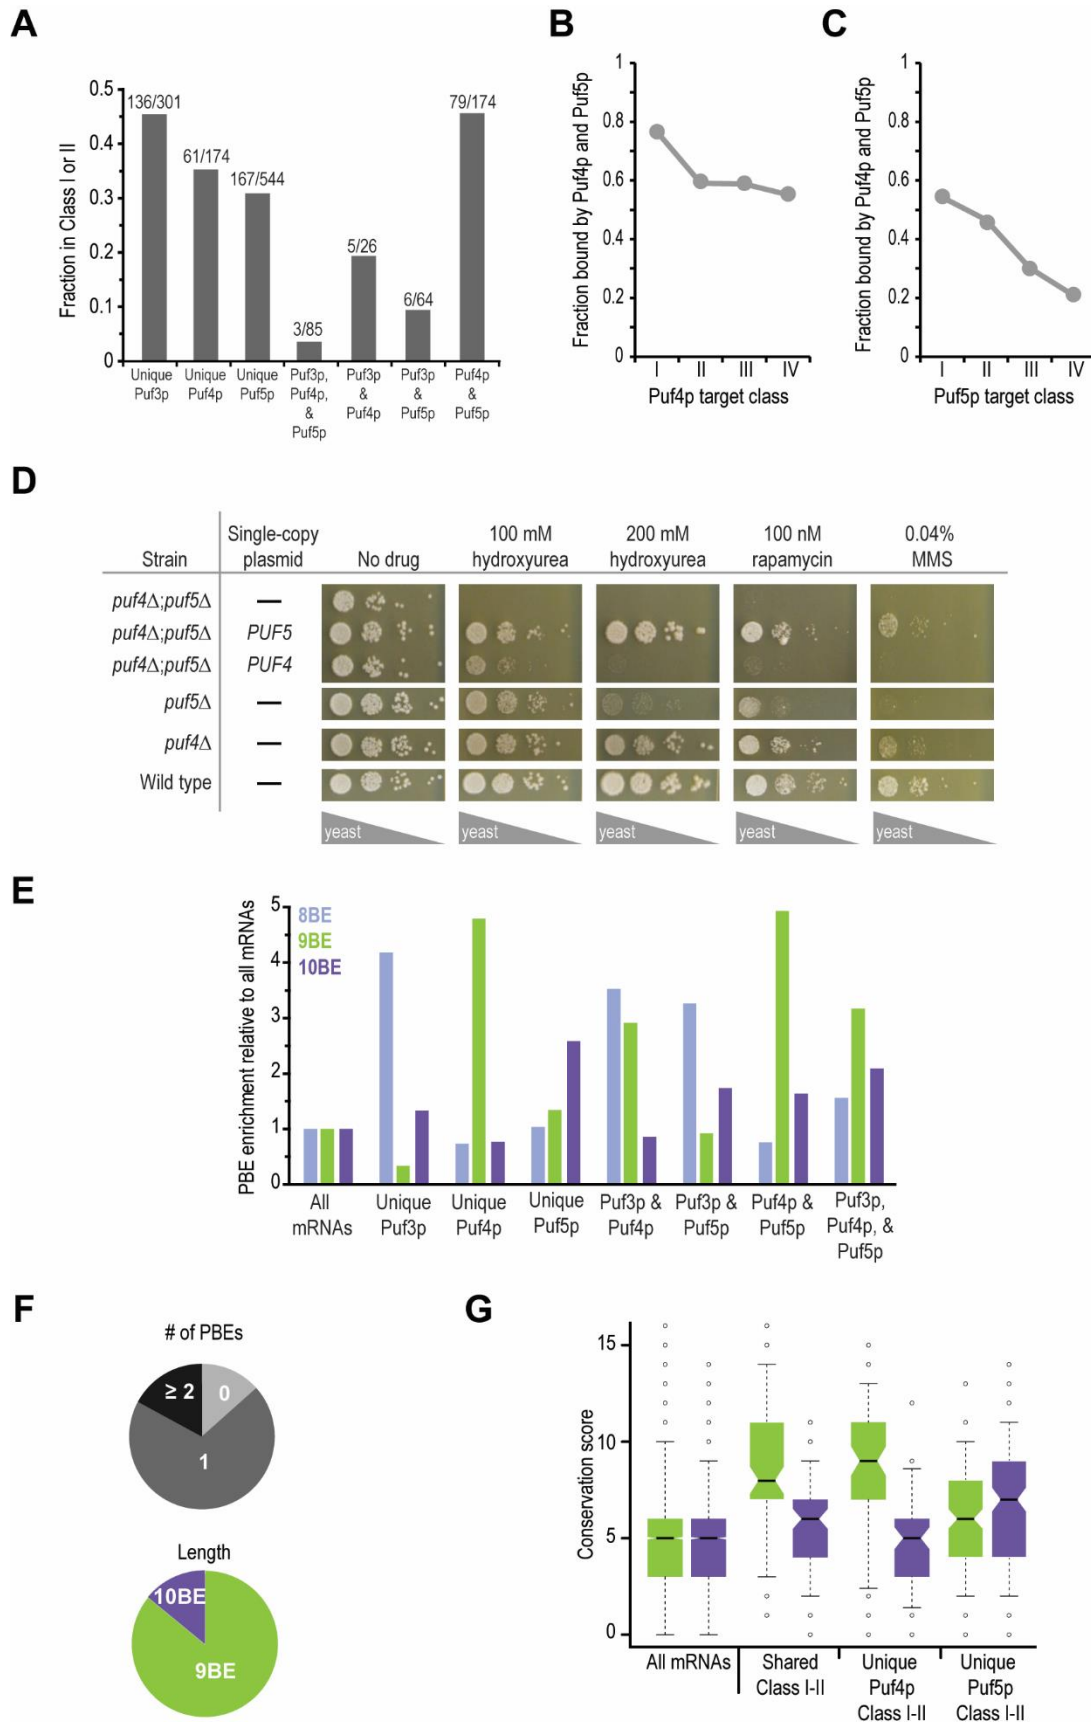 A
Fraction in Class I or II
0.5
0.4
0.3
0.2
0.1
0
136/301
61/174
167/544
3/85
5/26
6/64
79/174
Unique
Puf3p
Unique
Puf4p
Unique
Puf5p
Puf3p,
Puf4p,
&
Puf5p
Puf3p
&
Puf4p
Puf3p
&
Puf5p
Puf4p
&
Puf5p
B
Fraction bound by Puf4p and Puf5p
1
0.8
0.6
0.4
0.2
0
I II III IV
Puf4p target class
C
Fraction bound by Puf4p and Puf5p
1
0.8
0.6
0.4
0.2
0
I II III IV
Puf5p target class
D
Strain
Single-copy
plasmid
No drug
100 mM
hydroxyurea
200 mM
hydroxyurea
100 nM
rapamycin
0.04%
MMS
puf4Δ;puf5Δ —
puf4Δ;puf5Δ PUF5
puf4Δ;puf5Δ PUF4
puf5Δ —
puf4Δ —
Wild type —
yeast yeast yeast yeast yeast
E
PBE enrichment relative to all mRNAs
5
4
3
2
1
0
8BE
9BE
10BE
All
mRNAs
Unique
Puf3p
Unique
Puf4p
Unique
Puf5p
Puf3p &
Puf4p
Puf3p &
Puf5p
Puf4p &
Puf5p
Puf3p,
Puf4p, &
Puf5p
F
# of PBEs
≥ 2
0
1
Length
10BE
9BE
G
Conservation score
15
10
5
0
All mRNAs
Shared
Class I-II
Unique
Puf4p
Class I-II
Unique
Puf5p
Class I-II